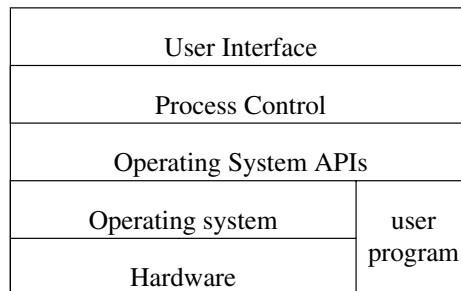 User Interface
Process Control
Operating System APIs
Operating system
user
program
Hardware